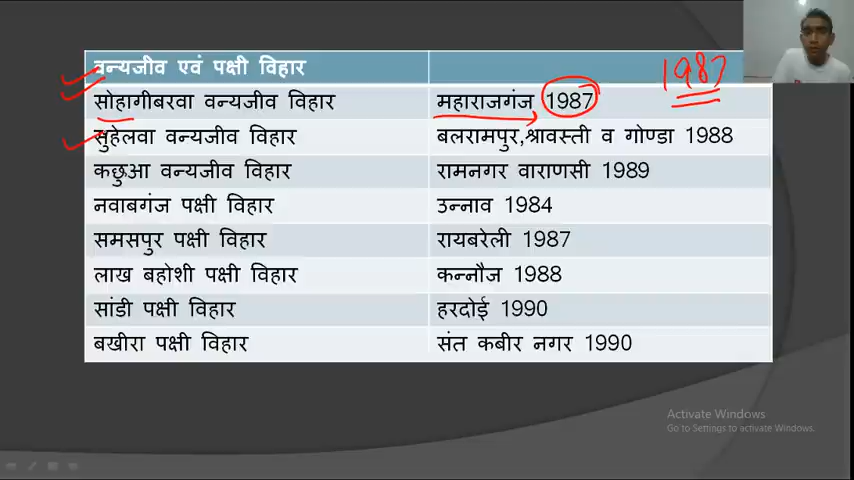 वन्यजीव एवं पक्षी विहार
1987
सोहागीबरवा वन्यजीव विहार महाराजगंज 1987
सुहेलवा वन्यजीव विहार बलरामपुर,श्रावस्ती व गोण्डा 1988
कछुआ वन्यजीव विहार रामनगर वाराणसी 1989
नवाबगंज पक्षी विहार उन्नाव 1984
समसपुर पक्षी विहार रायबरेली 1987
लाख बहोशी पक्षी विहार कन्नौज 1988
सांडी पक्षी विहार हरदोई 1990
बखीरा पक्षी विहार संत कबीर नगर 1990
Activate Windows
Go to Settings to activate Windows.